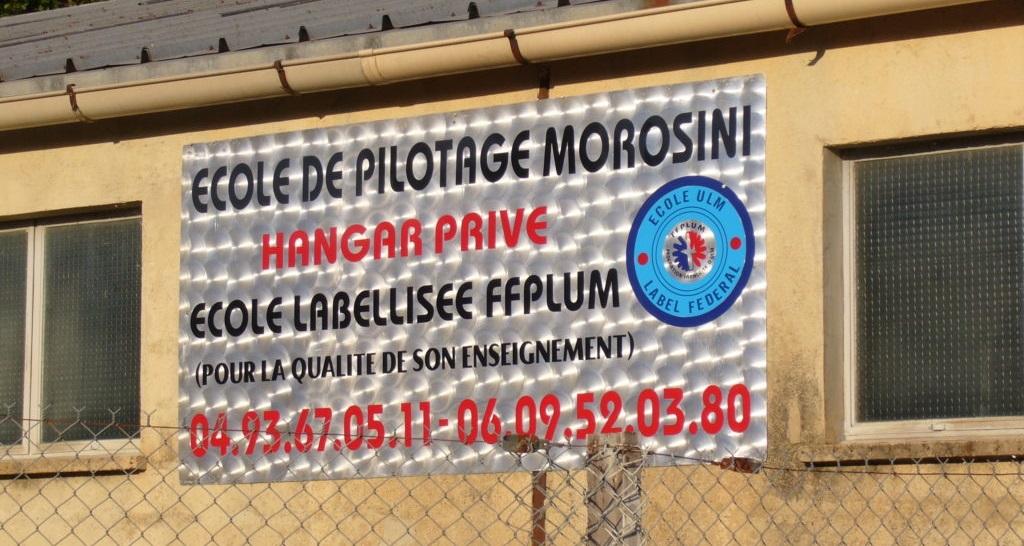 ECOLE DE PILOTAGE MOROSINI
HANGAR PRIVE
ECOLE LABELLISEE FFPLUM
(POUR LA QUALITE DE SON ENSEIGNEMENT)
04.93.67.05.11-06.09.52.03.80
ECOLE ULM
FFPLUM
LABEL FEDERAL